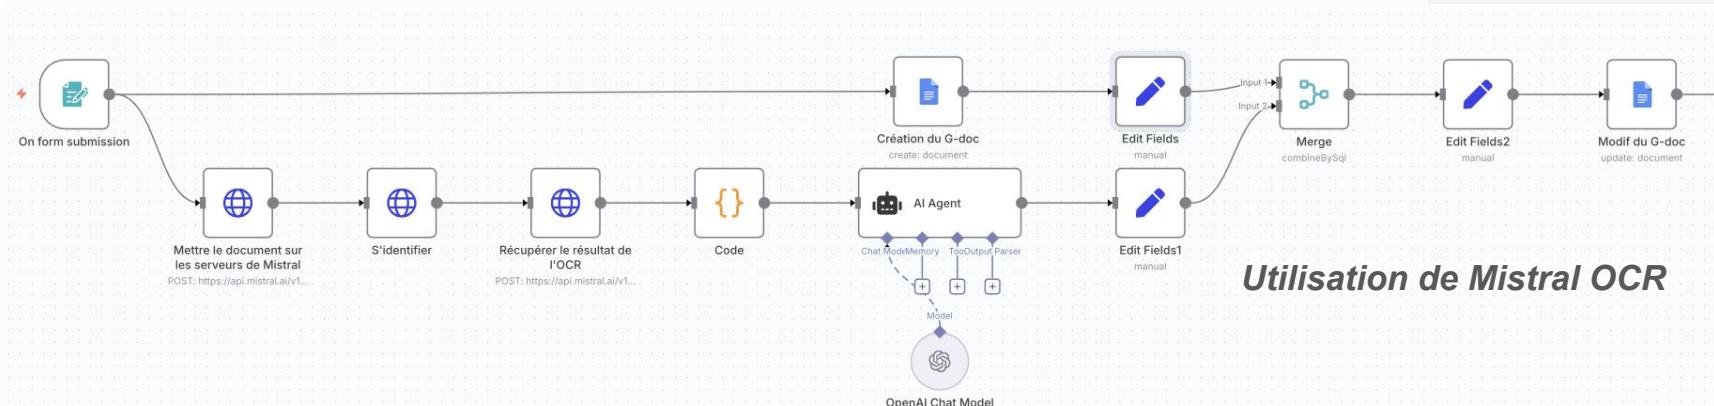 On form submission
Création du G-doc
create: document
Edit Fields
manual
Input 1
Input 2
Merge
combineBySql
Edit Fields2
manual
Modif du G-doc
update: document
Mettre le document sur
les serveurs de Mistral
POST: https://api.mistral.ai/v1...
S'identifier
Récupérer le résultat de
l'OCR
POST: https://api.mistral.ai/v1...
{}
Code
AI Agent
Chat Mode
Memory
Too
Output Parser
Model
OpenAI Chat Model
Edit Fields1
manual
Utilisation de Mistral OCR